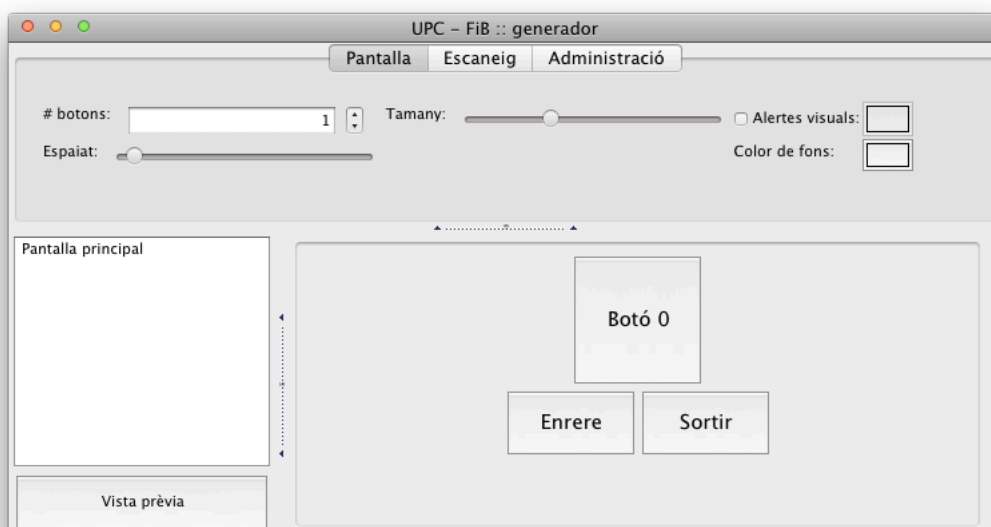 UPC – FiB :: generador
Pantalla Escaneig Administració
# botons: 1 Tamany: Alertes visuals:
Espaiat: Color de fons:
Pantalla principal
Botó 0
Enrere Sortir
Vista prèvia